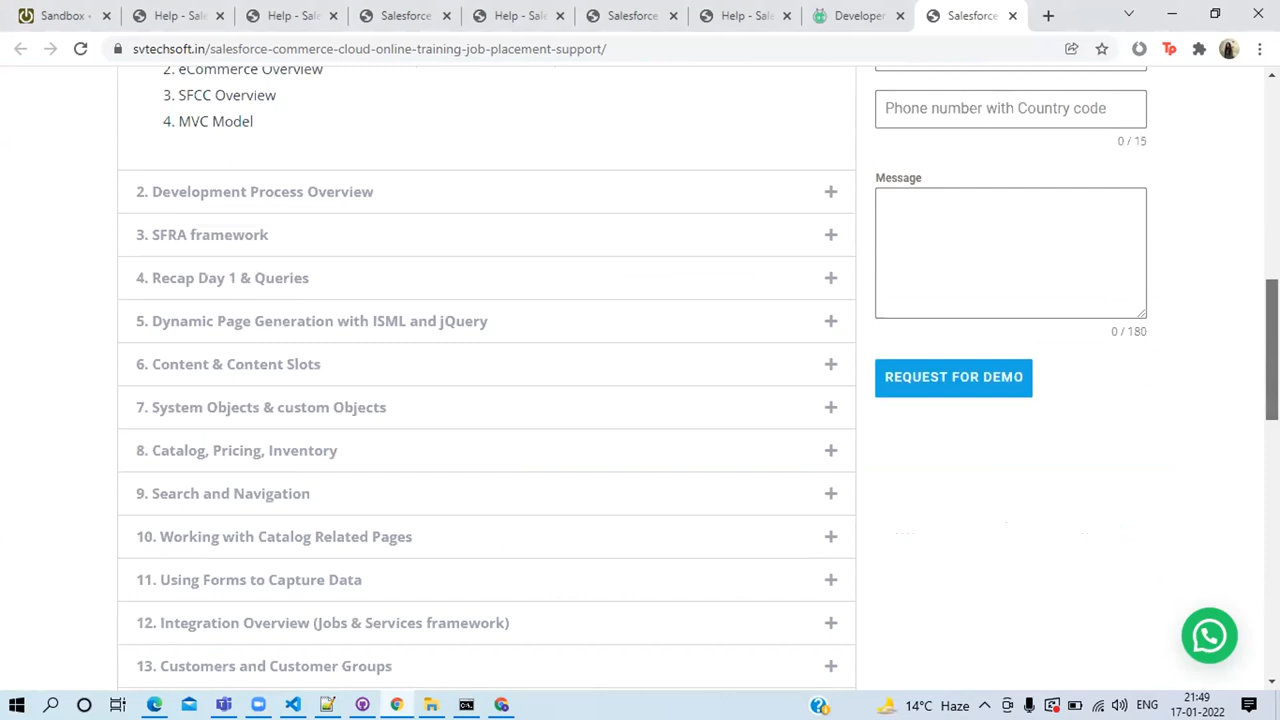 Sandbox
Help - Sale
Help - Sale
Salesforce
Help - Sale
Salesforce
Help - Sale
Developer
Salesforce
svtechsoft.in/salesforce-commerce-cloud-online-training-job-placement-support/
2. eCommerce Overview
3. SFCC Overview
4. MVC Model
2. Development Process Overview
3. SFRA framework
4. Recap Day 1 & Queries
5. Dynamic Page Generation with ISML and jQuery
6. Content & Content Slots
7. System Objects & custom Objects
8. Catalog, Pricing, Inventory
9. Search and Navigation
10. Working with Catalog Related Pages
11. Using Forms to Capture Data
12. Integration Overview (Jobs & Services framework)
13. Customers and Customer Groups
Phone number with Country code
0 / 15
Message
0 / 180
REQUEST FOR DEMO
14°C Haze
ENG
21:49
17-01-2022